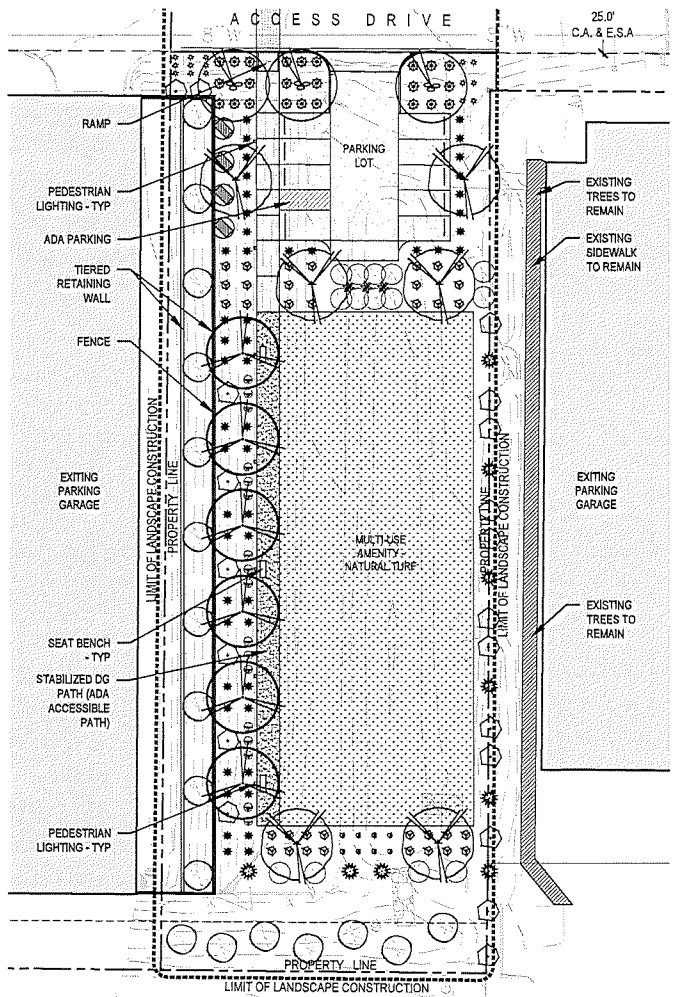 ACCESS DRIVE
25.0'
C.A. & E.S.A
8" W
8" W
RAMP
PARKING
LOT
PEDESTRIAN
LIGHTING - TYP
EXISTING
TREES TO
REMAIN
ADA PARKING
EXISTING
SIDEWALK
TO REMAIN
TIERED
RETAINING
WALL
FENCE
LIMIT OF LANDSCAPE CONSTRUCTION
PROPERTY LINE
EXITING
PARKING
GARAGE
MULTI-USE
AMENITY -
NATURAL TURF
PROPERTY LINE
LIMIT OF LANDSCAPE CONSTRUCTION
EXITING
PARKING
GARAGE
SEAT BENCH
- TYP
EXISTING
TREES TO
REMAIN
STABILIZED DG
PATH (ADA
ACCESSIBLE
PATH)
PEDESTRIAN
LIGHTING - TYP
PROPERTY LINE
LIMIT OF LANDSCAPE CONSTRUCTION